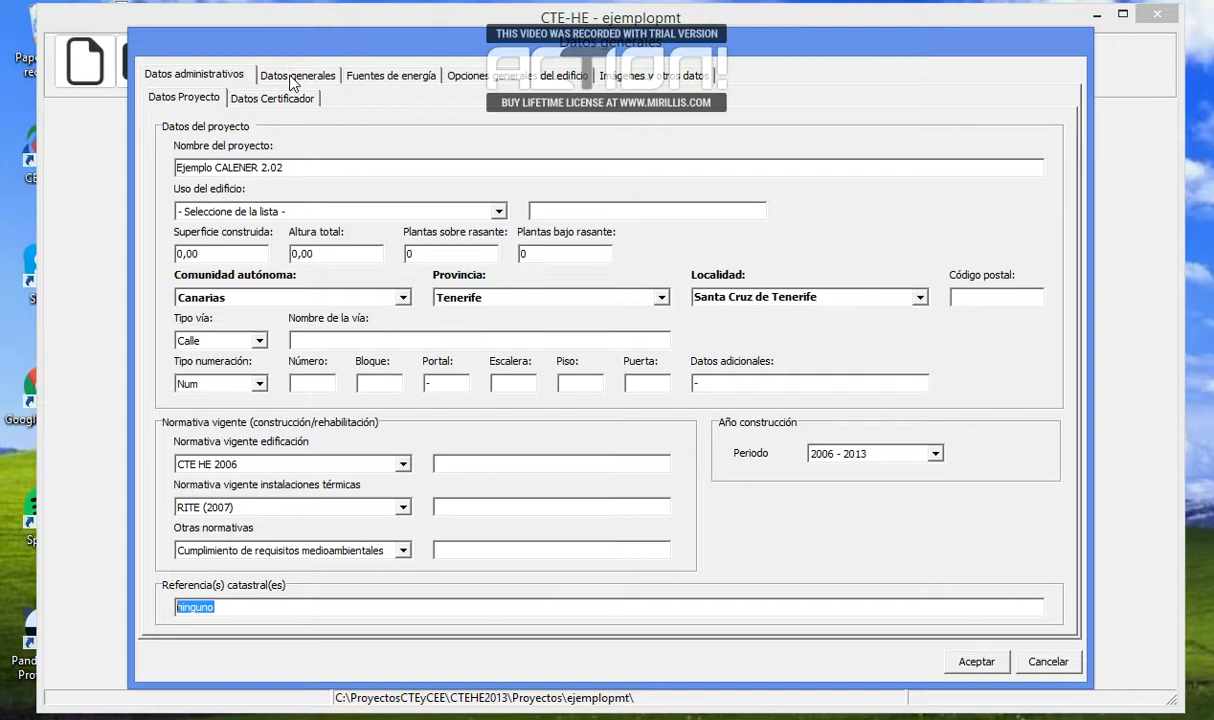 CTE-HE - ejemplopmt
THIS VIDEO WAS RECORDED WITH TRIAL VERSION
Datos generales
ACTION!
BUY LIFETIME LICENSE AT WWW.MIRILLIS.COM
Datos administrativos
Datos generales
Fuentes de energía
Opciones generales del edificio
Imágenes y otros datos
Datos Proyecto
Datos Certificador
Datos del proyecto
Nombre del proyecto:
Ejemplo CALENER 2.02
Uso del edificio:
- Seleccione de la lista -
Superficie construida:
Altura total:
Plantas sobre rasante:
Plantas bajo rasante:
0,00
0,00
0
0
Comunidad autónoma:
Provincia:
Localidad:
Código postal:
Canarias
Tenerife
Santa Cruz de Tenerife
Tipo vía:
Nombre de la vía:
Calle
Tipo numeración:
Número:
Bloque:
Portal:
Escalera:
Piso:
Puerta:
Datos adicionales:
Num
-
-
Normativa vigente (construcción/rehabilitación)
Año construcción
Normativa vigente edificación
Periodo
2006 - 2013
CTE HE 2006
Normativa vigente instalaciones térmicas
RITE (2007)
Otras normativas
Cumplimiento de requisitos medioambientales
Referencia(s) catastral(es)
ninguno
Aceptar
Cancelar
C:\ProyectosCTEyCEE\CTEHE2013\Proyectos\ejemplopmt\